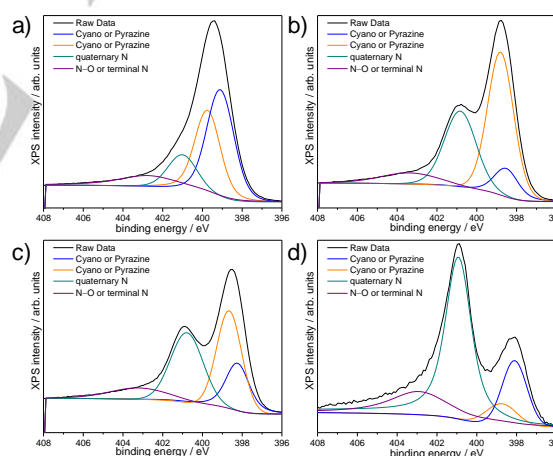 a)
Raw Data
Cyano or Pyrazine
Cyano or Pyrazine
quaternary N
N−O or terminal N
XPS intensity / arb. units
408 406 404 402 400 398 396
binding energy / eV
b)
Raw Data
Cyano or Pyrazine
Cyano or Pyrazine
quaternary N
N−O or terminal N
XPS intensity / arb. units
408 406 404 402 400 398
binding energy / eV
c)
Raw Data
Cyano or Pyrazine
Cyano or Pyrazine
quaternary N
N−O or terminal N
XPS intensity / arb. units
408 406 404 402 400 398 396
binding energy / eV
d)
Raw Data
Cyano or Pyrazine
Cyano or Pyrazine
quaternary N
N−O or terminal N
XPS intensity / arb. units
408 406 404 402 400 398
binding energy / eV